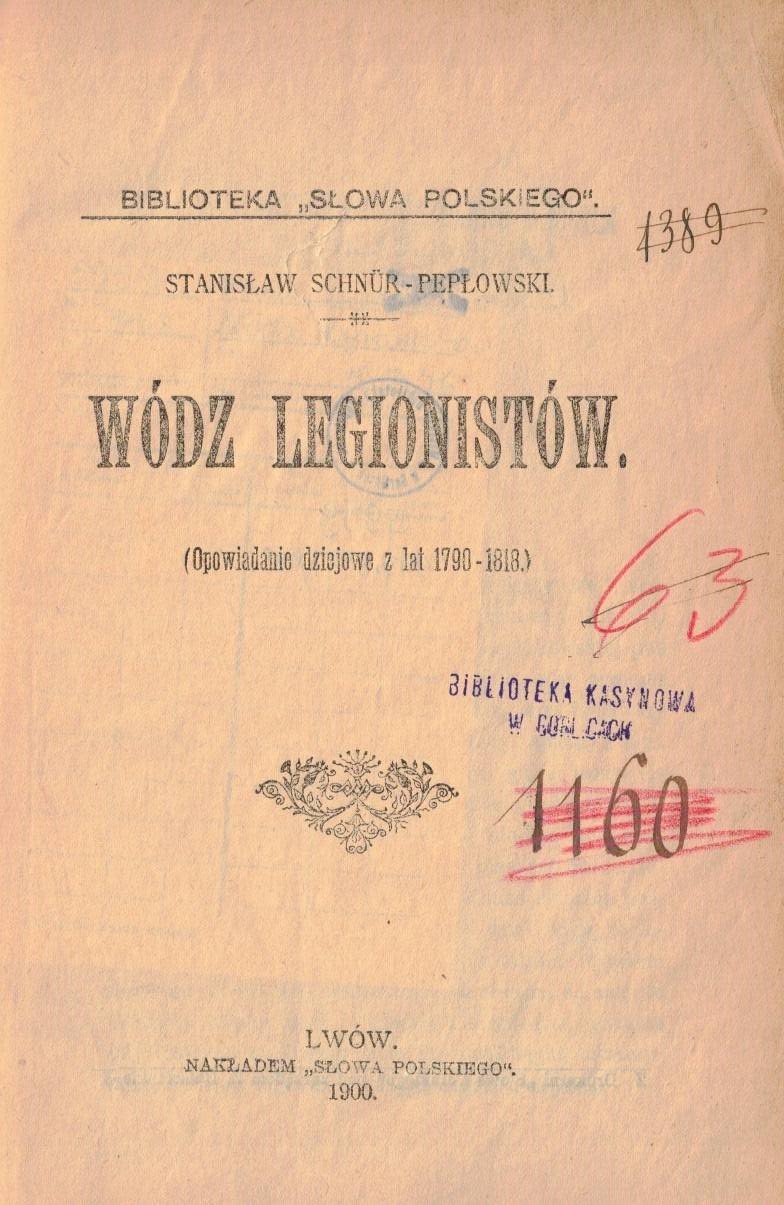 BIBLIOTEKA „SŁOWA POLSKIEGO“.
1389
STANISŁAW SCHNÜR-PEPŁOWSKI.
WÓDZ LEGIONISTÓW.
(Opowiadanie dziejowe z lat 1790-1818.)
63
BIBLIOTEKA KASYNOWA
W GORLICACH
1160
LWÓW.
NAKŁADEM „SŁOWA POLSKIEGO“.
1900.